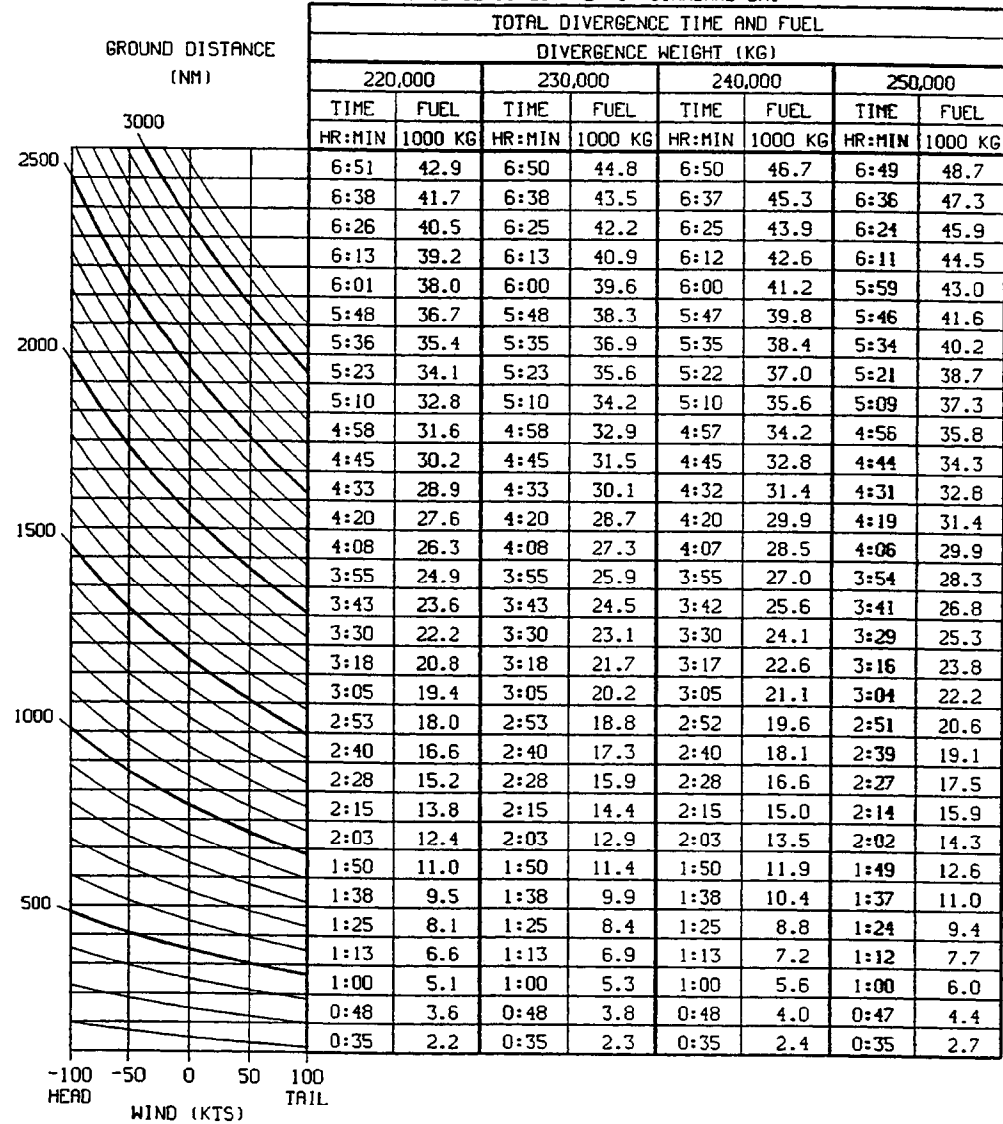 TOTAL DIVERGENCE TIME AND FUEL
GROUND DISTANCE
(NM)
DIVERGENCE WEIGHT (KG)
220,000 230,000 240,000 250,000
TIME FUEL TIME FUEL TIME FUEL TIME FUEL
HR:MIN 1000 KG HR:MIN 1000 KG HR:MIN 1000 KG HR:MIN 1000 KG
3000
2500
6:51 42.9 6:50 44.8 6:50 46.7 6:49 48.7
6:38 41.7 6:38 43.5 6:37 45.3 6:36 47.3
6:26 40.5 6:25 42.2 6:25 43.9 6:24 45.9
6:13 39.2 6:13 40.9 6:12 42.6 6:11 44.5
6:01 38.0 6:00 39.6 6:00 41.2 5:59 43.0
5:48 36.7 5:48 38.3 5:47 39.8 5:46 41.6
2000
5:36 35.4 5:35 36.9 5:35 38.4 5:34 40.2
5:23 34.1 5:23 35.6 5:22 37.0 5:21 38.7
5:10 32.8 5:10 34.2 5:10 35.6 5:09 37.3
4:58 31.6 4:58 32.9 4:57 34.2 4:56 35.8
4:45 30.2 4:45 31.5 4:45 32.8 4:44 34.3
4:33 28.9 4:33 30.1 4:32 31.4 4:31 32.8
4:20 27.6 4:20 28.7 4:20 29.9 4:19 31.4
1500
4:08 26.3 4:08 27.3 4:07 28.5 4:06 29.9
3:55 24.9 3:55 25.9 3:55 27.0 3:54 28.3
3:43 23.6 3:43 24.5 3:42 25.6 3:41 26.8
3:30 22.2 3:30 23.1 3:30 24.1 3:29 25.3
3:18 20.8 3:18 21.7 3:17 22.6 3:16 23.8
3:05 19.4 3:05 20.2 3:05 21.1 3:04 22.2
1000
2:53 18.0 2:53 18.8 2:52 19.6 2:51 20.6
2:40 16.6 2:40 17.3 2:40 18.1 2:39 19.1
2:28 15.2 2:28 15.9 2:28 16.6 2:27 17.5
2:15 13.8 2:15 14.4 2:15 15.0 2:14 15.9
2:03 12.4 2:03 12.9 2:03 13.5 2:02 14.3
1:50 11.0 1:50 11.4 1:50 11.9 1:49 12.6
500
1:38 9.5 1:38 9.9 1:38 10.4 1:37 11.0
1:25 8.1 1:25 8.4 1:25 8.8 1:24 9.4
1:13 6.6 1:13 6.9 1:13 7.2 1:12 7.7
1:00 5.1 1:00 5.3 1:00 5.6 1:00 6.0
0:48 3.6 0:48 3.8 0:48 4.0 0:47 4.4
0:35 2.2 0:35 2.3 0:35 2.4 0:35 2.7
-100 -50 0 50 100
HEAD TAIL
WIND (KTS)